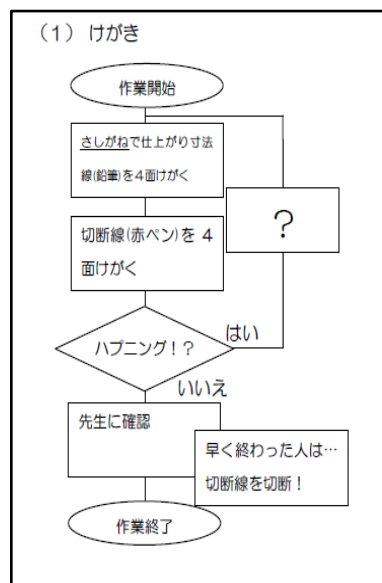 （1） けがき
作業開始
さしがねで仕上がり寸法
線(鉛筆)を４面けがく
？
切断線(赤ペン)を ４
面けがく
ハプニング！？
はい
いいえ
先生に確認
早く終わった人は…
切断線を切断！
作業終了